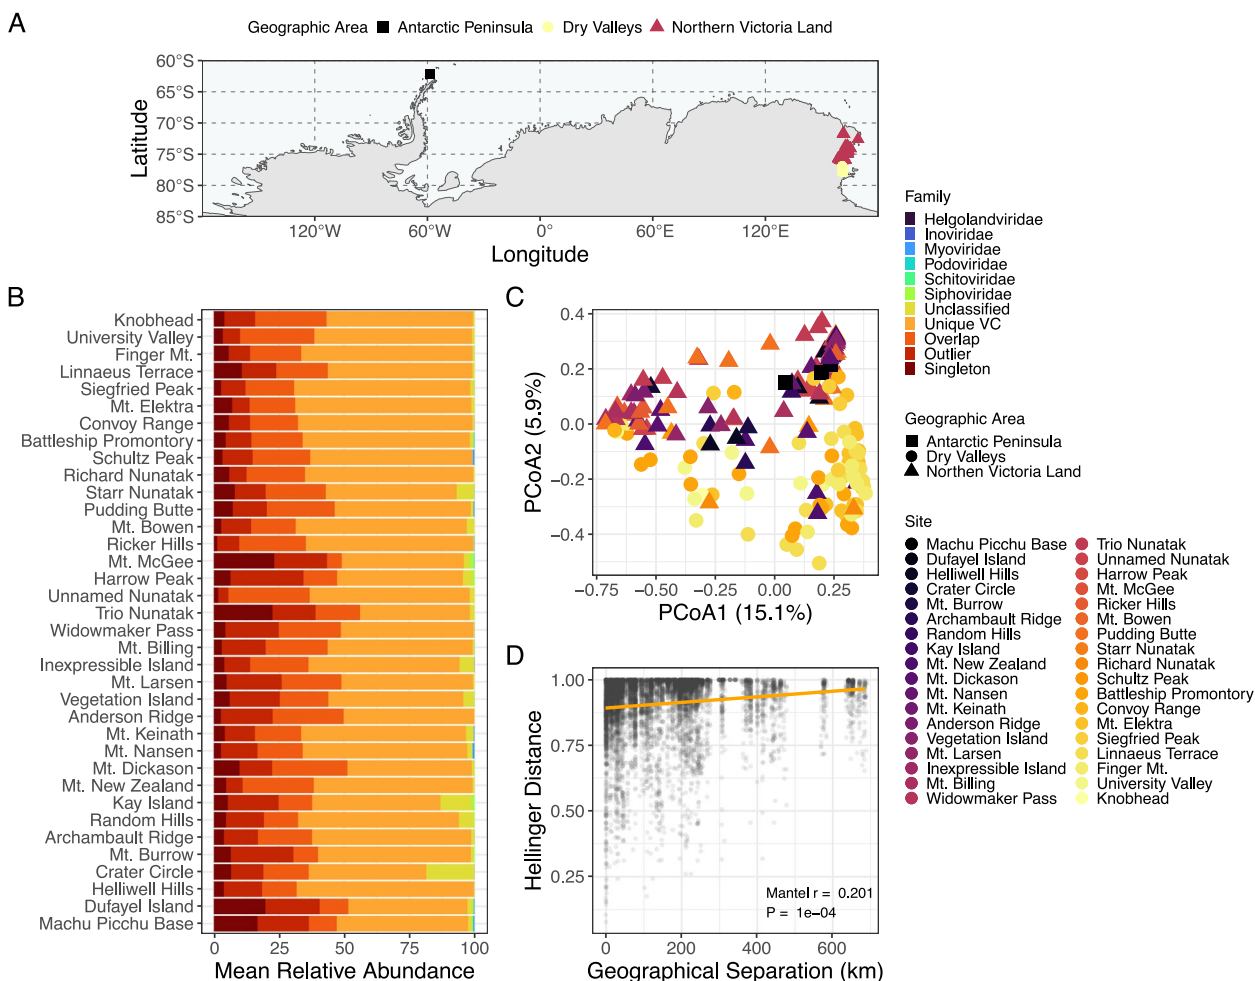 A
Geographic Area Antarctic Peninsula Dry Valleys Northern Victoria Land
Latitude
60°S
65°S
70°S
75°S
80°S
85°S
120°W 60°W 0° 60°E 120°E
Longitude
Family
Helgolandviridae
Inoviridae
Myoviridae
Podoviridae
Schitoviridae
Siphoviridae
Unclassified
Unique VC
Overlap
Outlier
Singleton
Geographic Area
Antarctic Peninsula
Dry Valleys
Northen Victoria Land
Site
Machu Picchu Base
Dufayel Island
Helliwell Hills
Crater Circle
Mt. Burrow
Archambault Ridge
Random Hills
Kay Island
Mt. New Zealand
Mt. Dickason
Mt. Nansen
Mt. Keinath
Anderson Ridge
Vegetation Island
Mt. Larsen
Inexpressible Island
Mt. Billing
Widowmaker Pass
Trio Nunatak
Unnamed Nunatak
Harrow Peak
Mt. McGee
Ricker Hills
Mt. Bowen
Pudding Butte
Starr Nunatak
Richard Nunatak
Schultz Peak
Battleship Promontory
Convoy Range
Mt. Elektra
Siegfried Peak
Linnaeus Terrace
Finger Mt.
University Valley
Knobhead
B
Knobhead
University Valley
Finger Mt.
Linnaeus Terrace
Siegfried Peak
Mt. Elektra
Convoy Range
Battleship Promontory
Schultz Peak
Richard Nunatak
Starr Nunatak
Pudding Butte
Mt. Bowen
Ricker Hills
Mt. McGee
Harrow Peak
Unnamed Nunatak
Trio Nunatak
Widowmaker Pass
Mt. Billing
Inexpressible Island
Mt. Larsen
Vegetation Island
Anderson Ridge
Mt. Keinath
Mt. Nansen
Mt. Dickason
Mt. New Zealand
Kay Island
Random Hills
Archambault Ridge
Mt. Burrow
Crater Circle
Helliwell Hills
Dufayel Island
Machu Picchu Base
0 25 50 75 100
Mean Relative Abundance
C
PCoA2 (5.9%)
0.4
0.2
0.0
−0.2
−0.4
−0.75 −0.50 −0.25 0.00 0.25
PCoA1 (15.1%)
D
Hellinger Distance
1.00
0.75
0.50
0.25
Mantel r = 0.201
P = 1e−04
0 200 400 600
Geographical Separation (km)